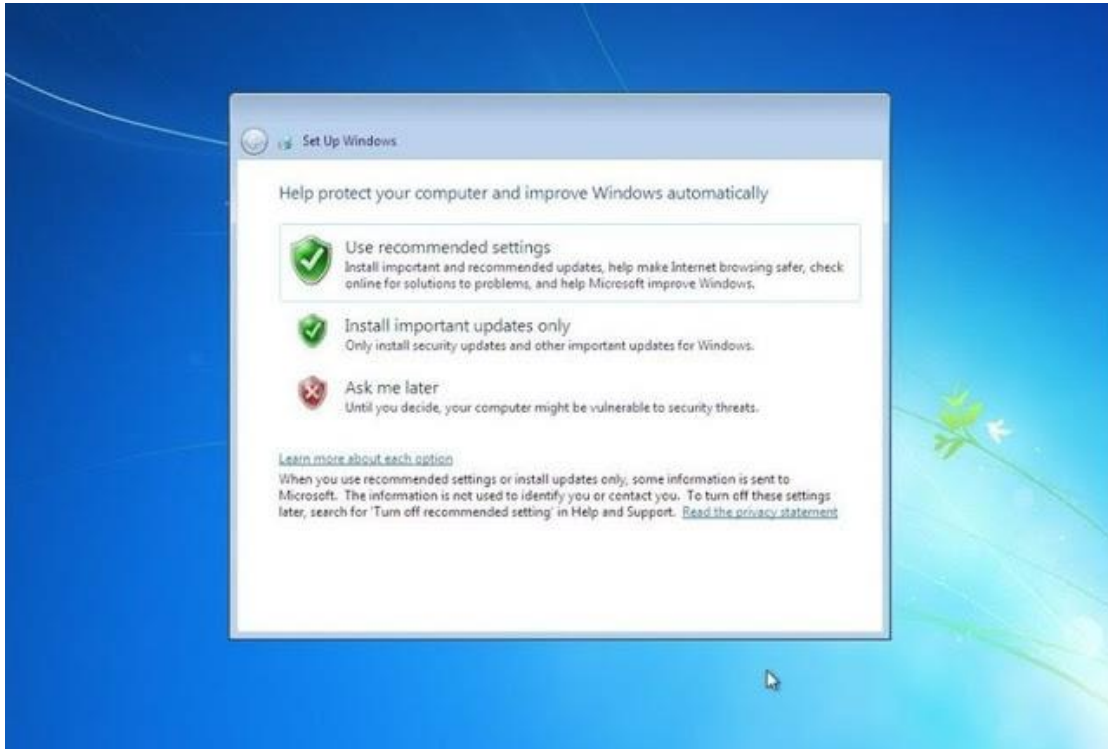 Set Up Windows
Help protect your computer and improve Windows automatically
Use recommended settings
Install important and recommended updates, help make Internet browsing safer, check
online for solutions to problems, and help Microsoft improve Windows.
Install important updates only
Only install security updates and other important updates for Windows.
Ask me later
Until you decide, your computer might be vulnerable to security threats.
Learn more about each option
When you use recommended settings or install updates only, some information is sent to
Microsoft. The information is not used to identify you or contact you. To turn off these settings
later, search for 'Turn off recommended setting' in Help and Support. Read the privacy statement